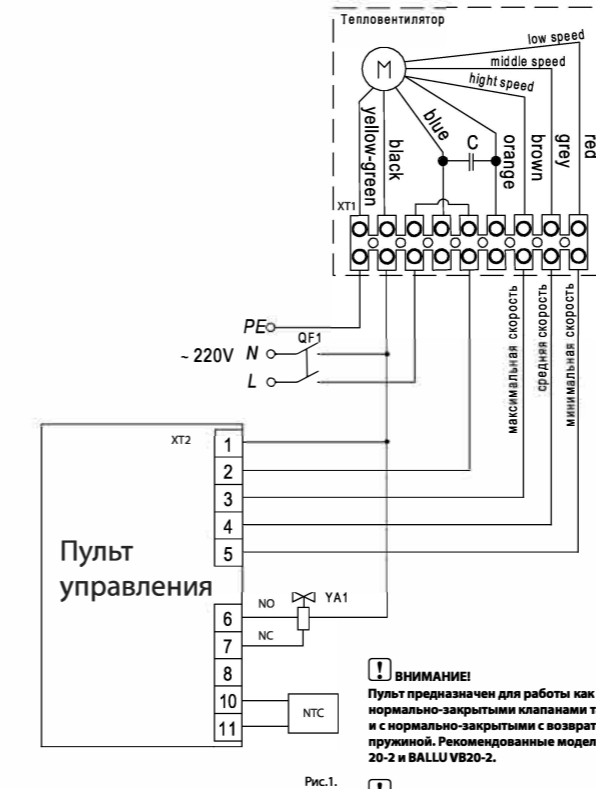 Тепловентилятор
low speed
middle speed
hight speed
M
yellow-green
black
blue
C
orange
brown
grey
red
XT1
PE
QF1
~ 220V N
L
максимальная скорость
средняя скорость
минимальная скорость
XT2
1
2
3
4
5
Пульт
управления
6
NO
YA1
7
NC
8
10
11
NTC
! ВНИМАНИЕ!
Пульт предназначен для работы как
нормально-закрытыми клапанами т
и с нормально-закрытыми с возврат
пружиной. Рекомендованные модел
20-2 и BALLU VB20-2.
Рис.1.
!